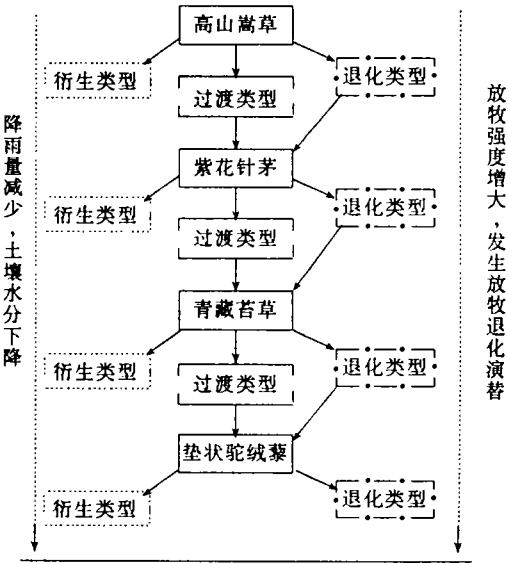 高山嵩草
衍生类型
过渡类型
退化类型
紫花针茅
衍生类型
过渡类型
退化类型
青藏苔草
衍生类型
过渡类型
退化类型
垫状驼绒藜
衍生类型
退化类型
降雨量减少，土壤水分下降
放牧强度增大，发生放牧退化演替